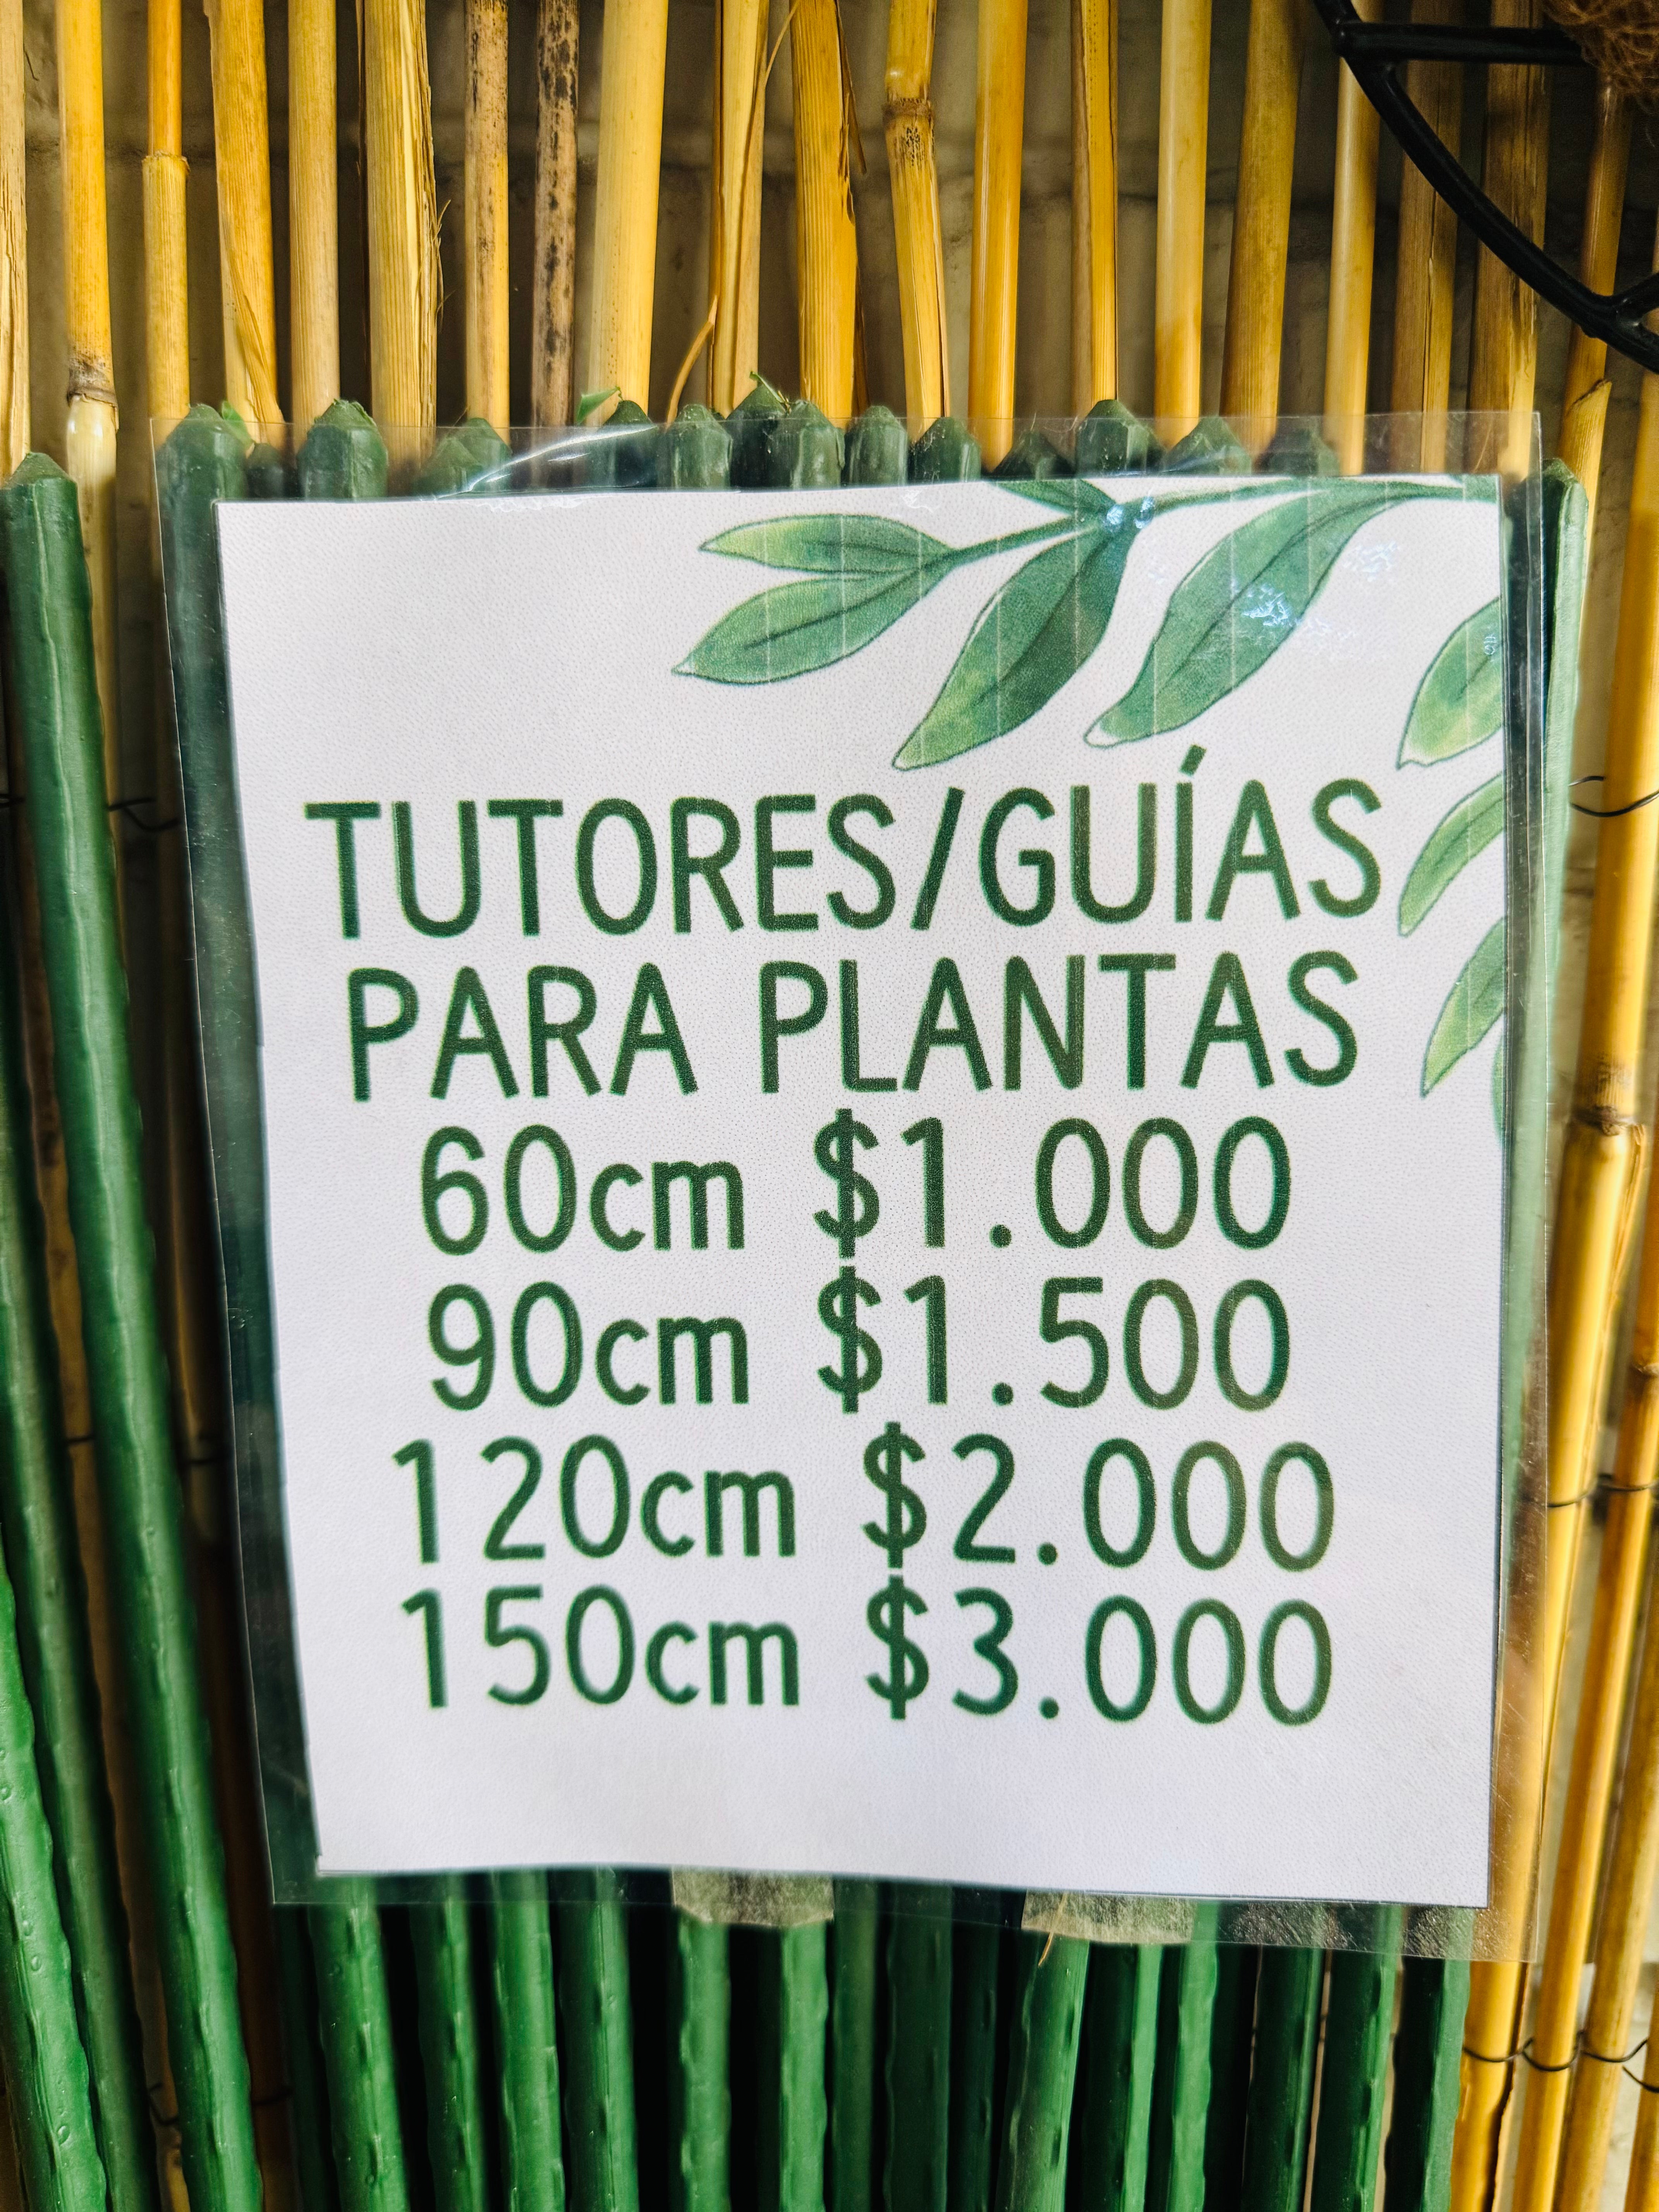 TUTORES/GUÍAS
PARA PLANTAS
60cm $1.000
90cm $1.500
120cm $2.000
150cm $3.000